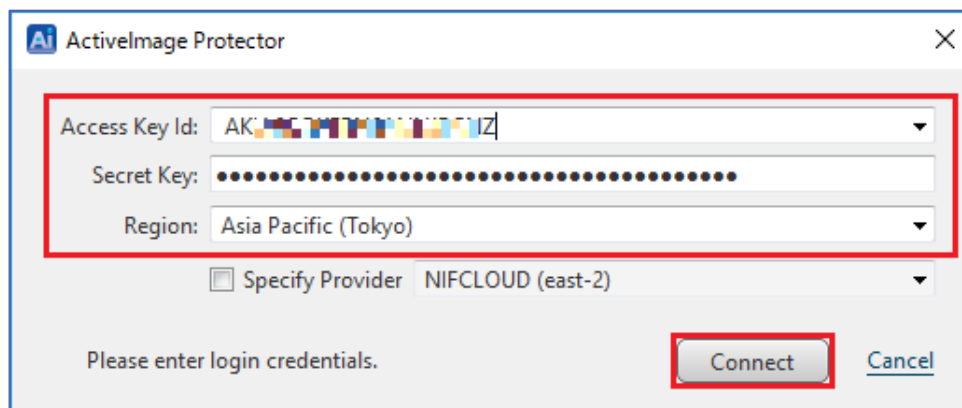 Ai ActiveImage Protector
Access Key Id:
Secret Key: ●●●●●●●●●●●●●●●●●●●●●●●●●●●●●●●●●●●●●●●●
Region: Asia Pacific (Tokyo)
Specify Provider NIFCLOUD (east-2)
Please enter login credentials. Connect Cancel